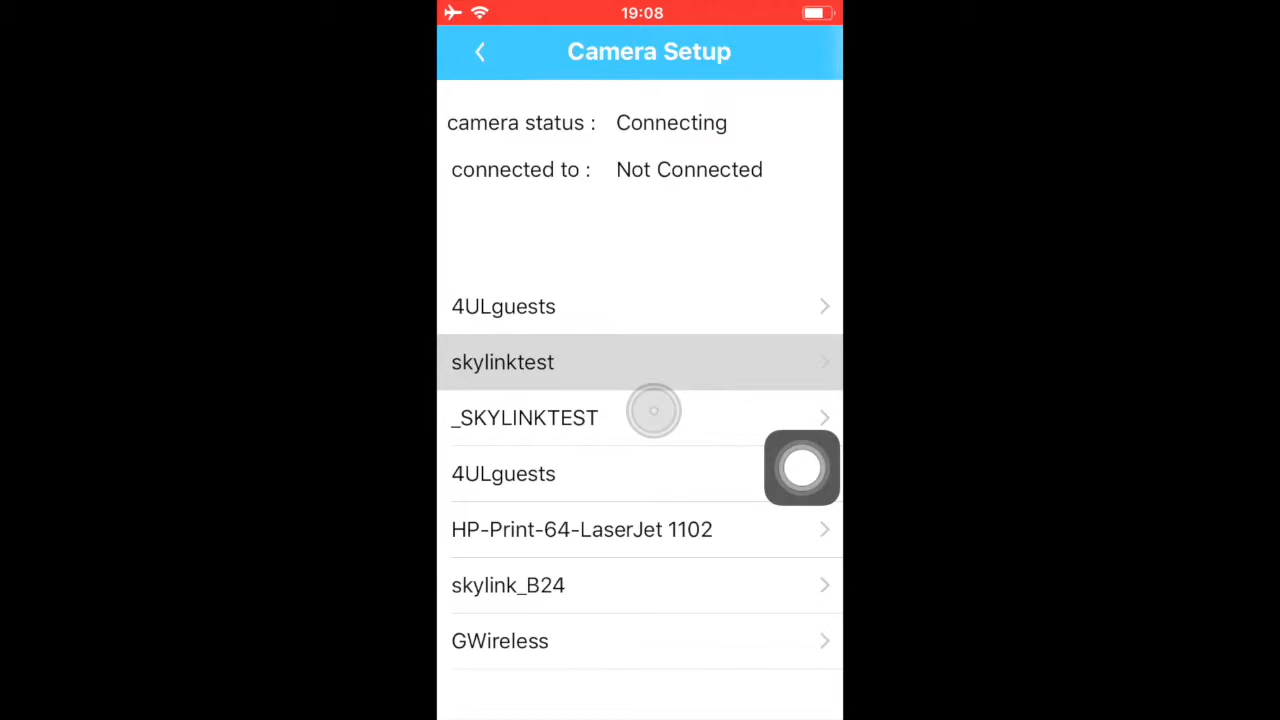 19:08
Camera Setup
camera status : Connecting
connected to : Not Connected
4ULguests
skylinktest
_SKYLINKTEST
4ULguests
HP-Print-64-LaserJet 1102
skylink_B24
GWireless